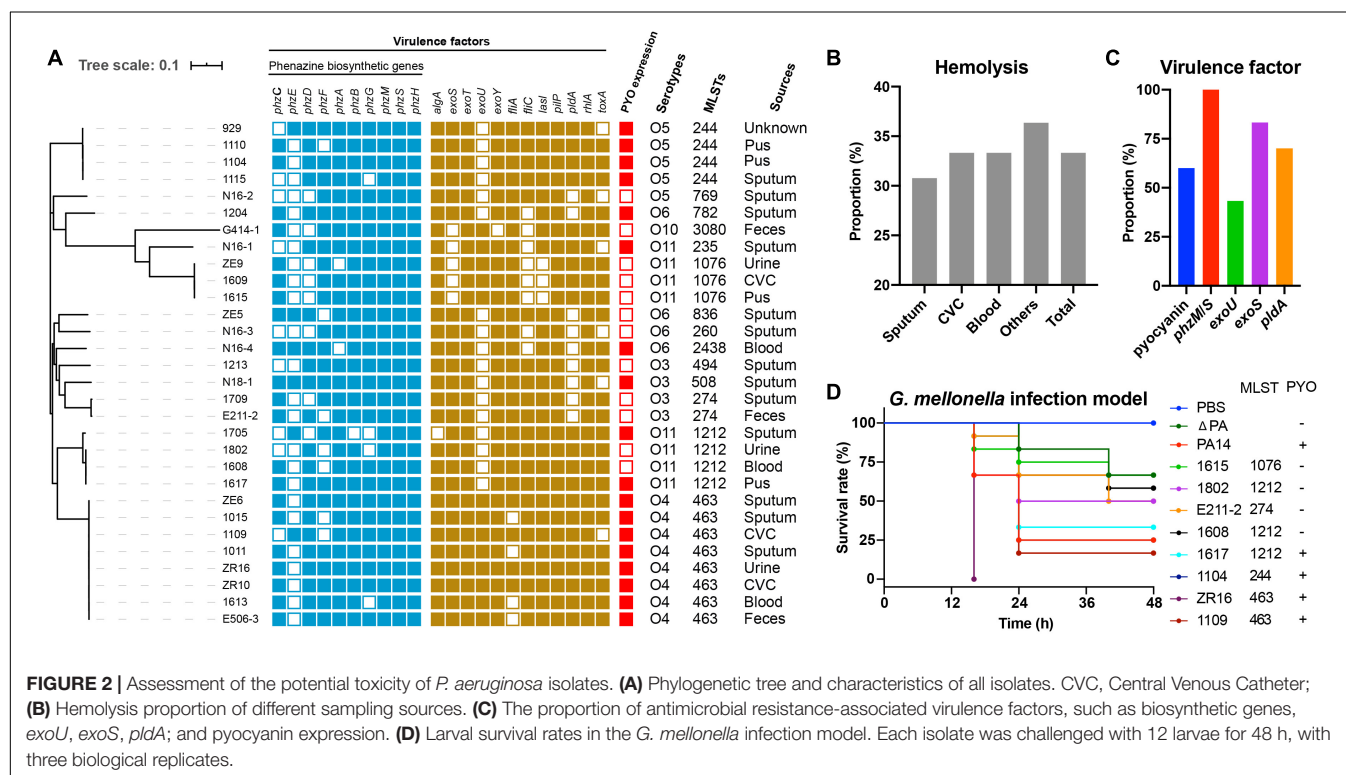 A
Tree scale: 0.1
Virulence factors
Phenazine biosynthetic genes
phzC phzE phzD phzF phzA phzB phzG phzM phzS phzH
algA exoS exoT exoU exoY fliA fliC lasI pilP pldA rhlA toxA
PYO expression
Serotypes
MLSTs
Sources
929 O5 244 Unknown
1110 O5 244 Pus
1104 O5 244 Pus
1115 O5 244 Sputum
N16-2 O5 769 Sputum
1204 O6 782 Sputum
G414-1 O10 3080 Feces
N16-1 O11 235 Sputum
ZE9 O11 1076 Urine
1609 O11 1076 CVC
1615 O11 1076 Pus
ZE5 O6 836 Sputum
N16-3 O6 260 Sputum
N16-4 O6 2438 Blood
1213 O3 494 Sputum
N18-1 O3 508 Sputum
1709 O3 274 Sputum
E211-2 O3 274 Feces
1705 O11 1212 Sputum
1802 O11 1212 Urine
1608 O11 1212 Blood
1617 O11 1212 Pus
ZE6 O4 463 Sputum
1015 O4 463 Sputum
1109 O4 463 CVC
1011 O4 463 Sputum
ZR16 O4 463 Urine
ZR10 O4 463 CVC
1613 O4 463 Blood
E506-3 O4 463 Feces
B
Hemolysis
Proportion (%)
40
35
30
25
20
Sputum CVC Blood Others Total
C
Virulence factor
Proportion (%)
100
75
50
25
0
pyocyanin phzM/S exoU exoS pldA
D
G. mellonella infection model
Survival rate (%)
100
75
50
25
0
0 12 24 36 48
Time (h)
MLST PYO
PBS
ΔPA -
PA14 +
1615 1076 -
1802 1212 -
E211-2 274 -
1608 1212 -
1617 1212 +
1104 244 +
ZR16 463 +
1109 463 +
FIGURE 2 | Assessment of the potential toxicity of P. aeruginosa isolates. (A) Phylogenetic tree and characteristics of all isolates. CVC, Central Venous Catheter;
(B) Hemolysis proportion of different sampling sources. (C) The proportion of antimicrobial resistance-associated virulence factors, such as biosynthetic genes,
exoU, exoS, pldA; and pyocyanin expression. (D) Larval survival rates in the G. mellonella infection model. Each isolate was challenged with 12 larvae for 48 h, with
three biological replicates.